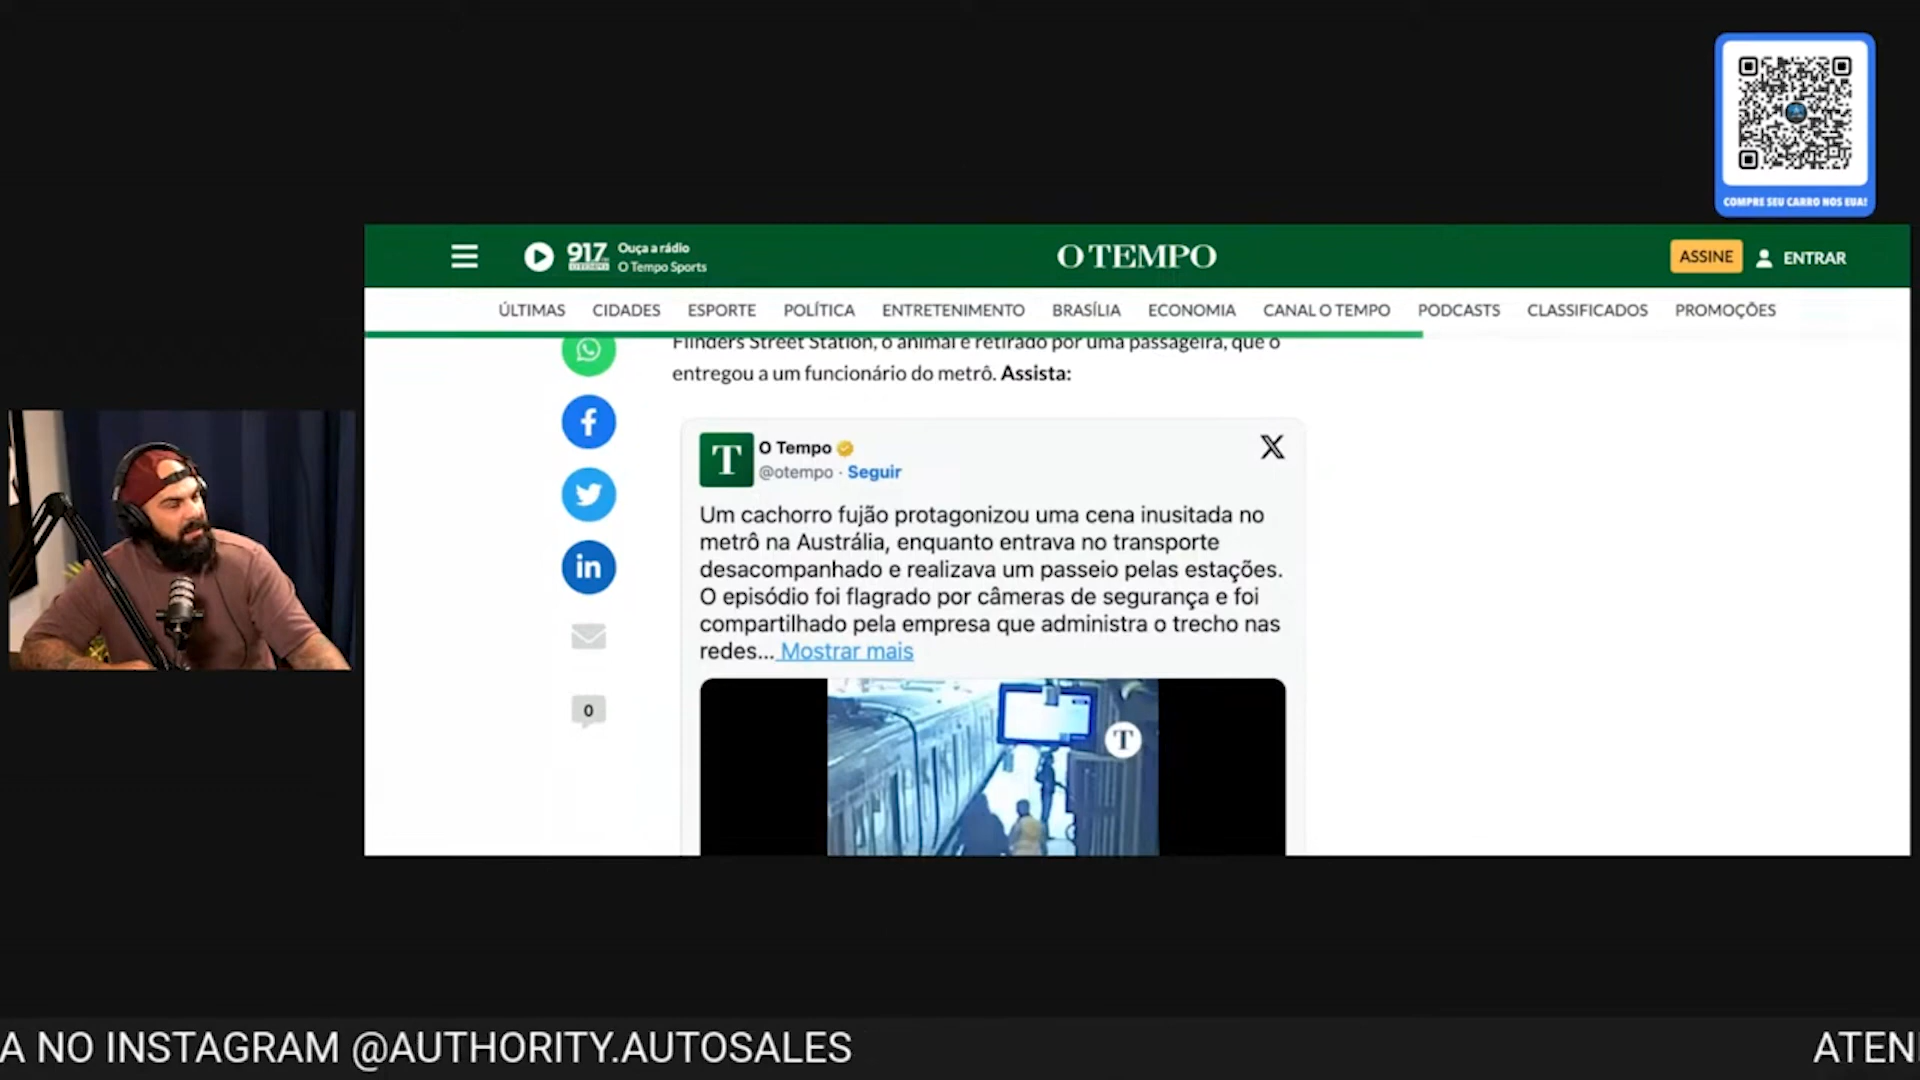 COMPRE SEU CARRO NOS EUA!
917 Ouça a rádio
O TEMPO O Tempo Sports
O TEMPO
ASSINE ENTRAR
ÚLTIMAS CIDADES ESPORTE POLÍTICA ENTRETENIMENTO BRASÍLIA ECONOMIA CANAL O TEMPO PODCASTS CLASSIFICADOS PROMOÇÕES
Flinders Street Station, o animal é retirado por uma passageira, que o
entregou a um funcionário do metrô. Assista:
T O Tempo
@otempo · Seguir
X
Um cachorro fujão protagonizou uma cena inusitada no
metrô na Austrália, enquanto entrava no transporte
desacompanhado e realizava um passeio pelas estações.
O episódio foi flagrado por câmeras de segurança e foi
compartilhado pela empresa que administra o trecho nas
redes... Mostrar mais
T
f
in
0
A NO INSTAGRAM @AUTHORITY.AUTOSALES ATEN